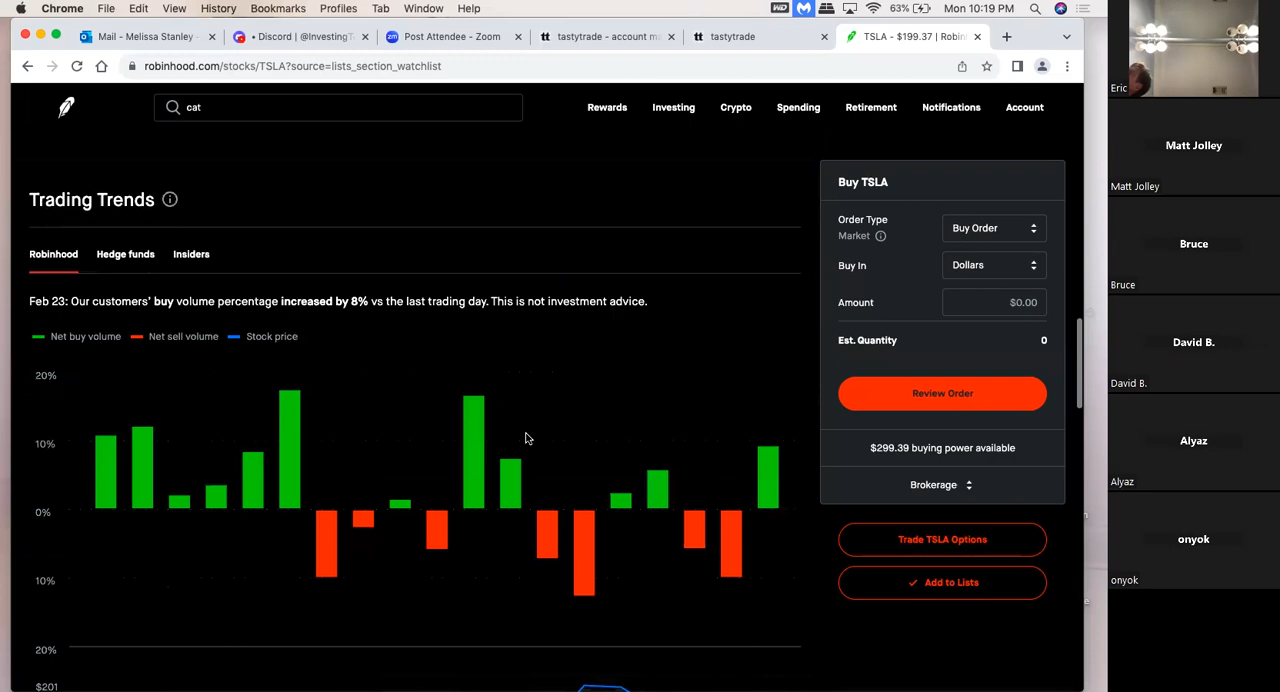 Chrome File Edit View History Bookmarks Profiles Tab Window Help WD 63% Mon 10:19 PM
Mail - Melissa Stanley - × • Discord | @InvestingT × Post Attendee - Zoom × tt tastytrade - account ma × tt tastytrade × TSLA - $199.37 | Robin ×
robinhood.com/stocks/TSLA?source=lists_section_watchlist
cat
Rewards Investing Crypto Spending Retirement Notifications Account
Trading Trends
Robinhood Hedge funds Insiders
Feb 23: Our customers' buy volume percentage increased by 8% vs the last trading day. This is not investment advice.
Net buy volume Net sell volume Stock price
20%
10%
0%
10%
20%
$201
Buy TSLA
Order Type
Market
Buy Order
Buy In Dollars
Amount $0.00
Est. Quantity 0
Review Order
$299.39 buying power available
Brokerage
Trade TSLA Options
✓ Add to Lists
Eric
Matt Jolley
Matt Jolley
Bruce
Bruce
David B.
David B.
Alyaz
Alyaz
onyok
onyok